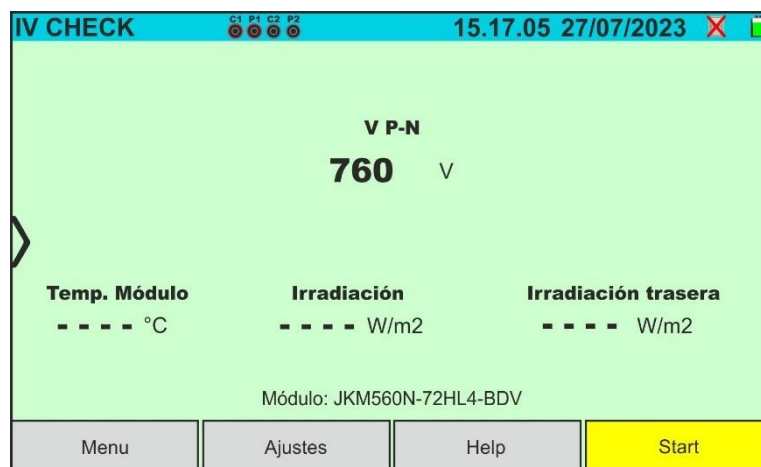 IV CHECK C1 P1 C2 P2 15.17.05 27/07/2023
V P-N
760 V
Temp. Módulo Irradiación Irradiación trasera
- - - - °C - - - - W/m2 - - - - W/m2
Módulo: JKM560N-72HL4-BDV
Menu Ajustes Help Start